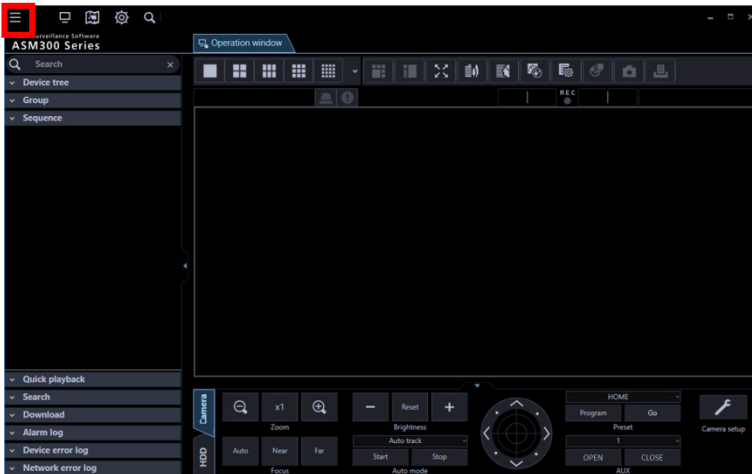 Surveillance Software
ASM300 Series
Operation window
Search
Device tree
Group
Sequence
REC
Quick playback
Search
Download
Alarm log
Device error log
Network error log
Camera
HDD
x1
Zoom
Auto
Near
Far
Focus
Reset
Brightness
Auto track
Start
Stop
Auto mode
HOME
Program
Go
Preset
1
OPEN
CLOSE
AUX
Camera setup